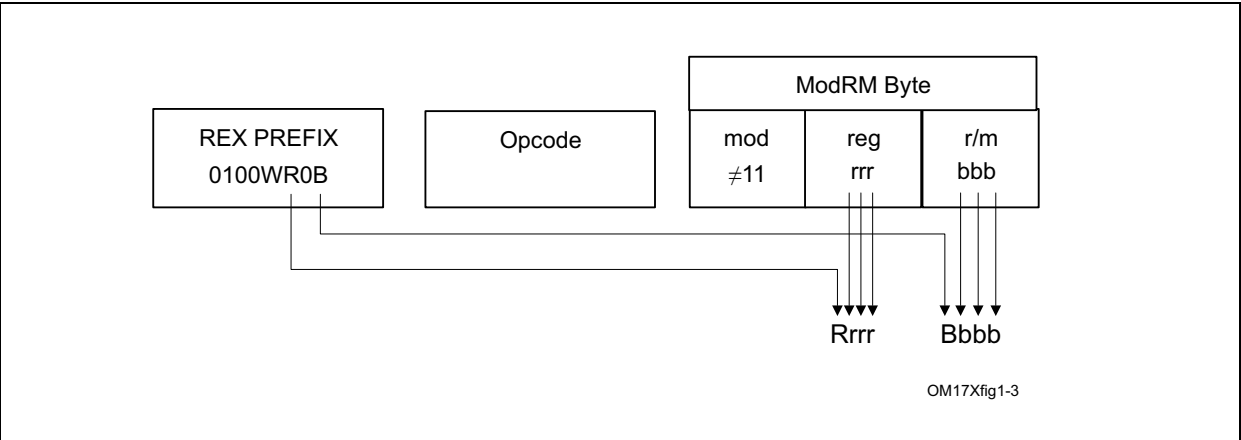 ModRM Byte
REX PREFIX
0100WR0B
Opcode
mod
≠11
reg
rrr
r/m
bbb
Rrrr
Bbbb
OM17Xfig1-3